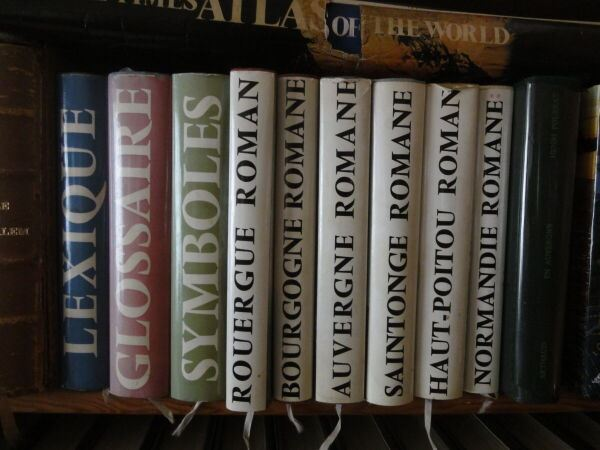 TIMES ATLAS OF THE WORLD
LEXIQUE
GLOSSAIRE
SYMBOLES
ROUERGUE ROMAN
BOURGOGNE ROMANE
AUVERGNE ROMANE
SAINTONGE ROMANE
HAUT-POITOU ROMAN
NORMANDIE ROMANE